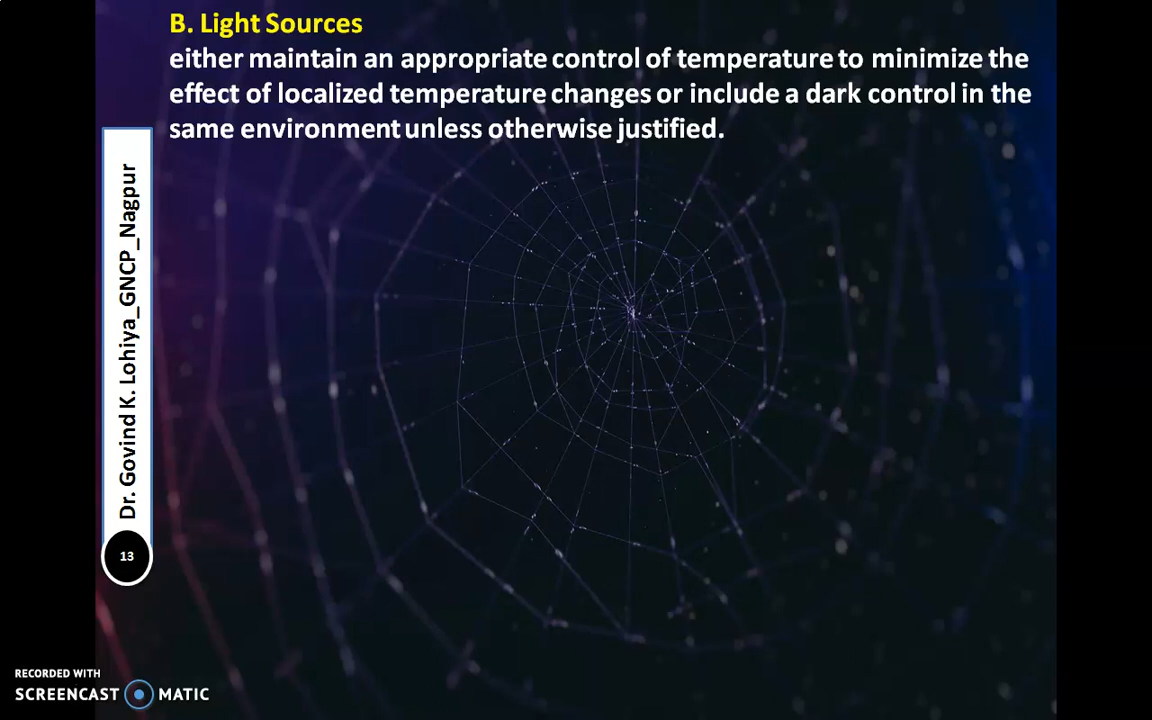 B. Light Sources
either maintain an appropriate control of temperature to minimize the
effect of localized temperature changes or include a dark control in the
same environment unless otherwise justified.
Dr. Govind K. Lohiya_GNCP_Nagpur
13
RECORDED WITH
SCREENCAST MATIC